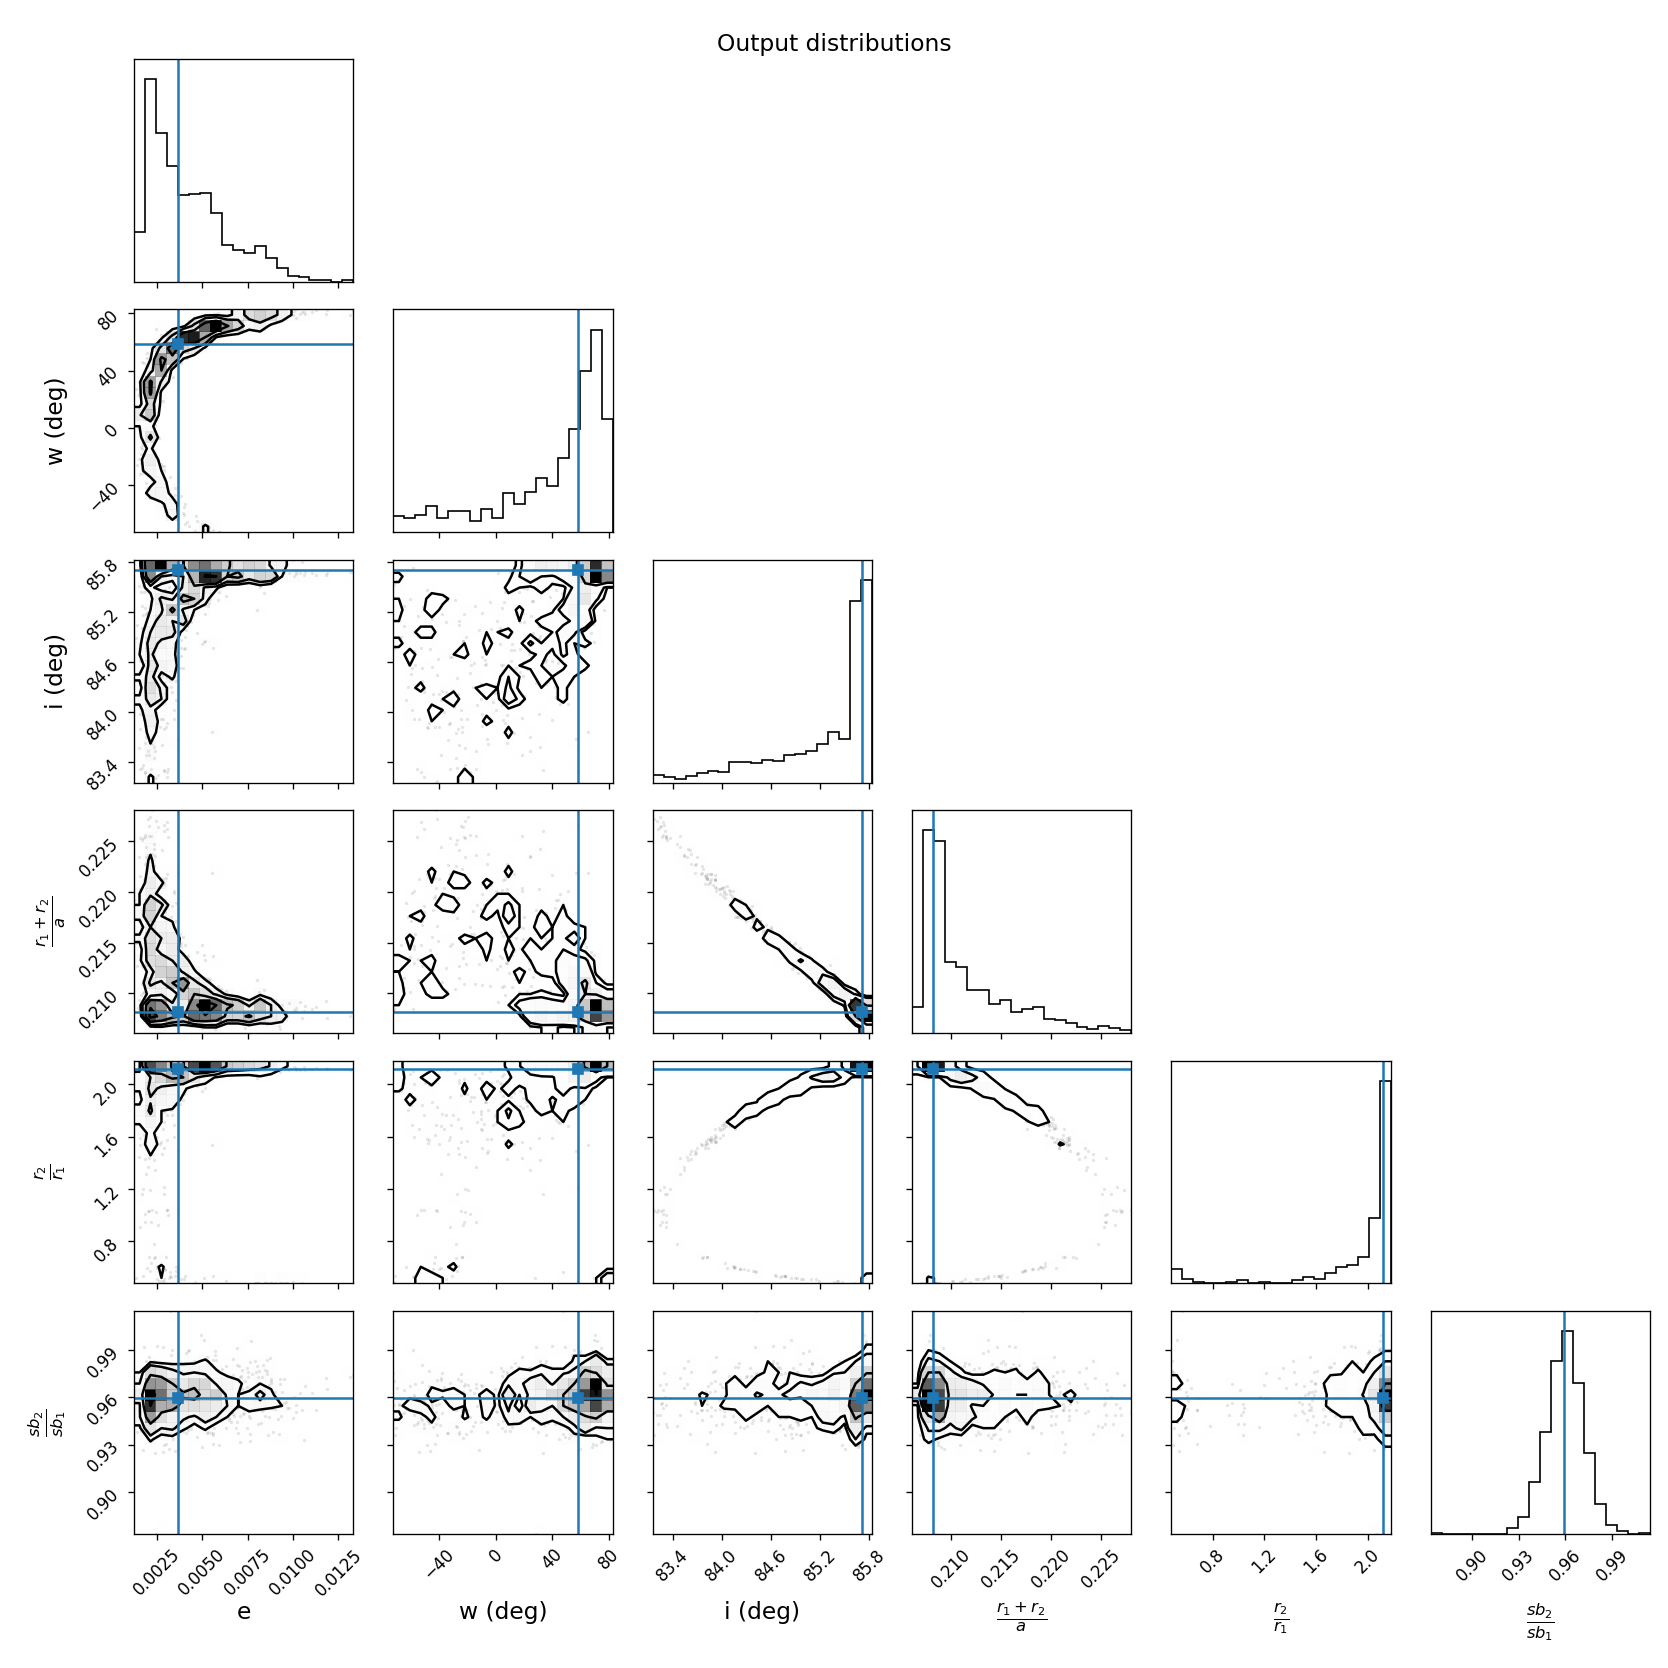 Output distributions
80
40
0
−40
w (deg)
85.8
85.2
84.6
84.0
83.4
i (deg)
0.225
0.220
0.215
0.210
r₁ + r₂
a
2.0
1.6
1.2
0.8
r₂
r₁
0.99
0.96
0.93
0.90
sb₂
sb₁
0.0025 0.0050 0.0075 0.0100 0.0125 −40 0 40 80 83.4 84.0 84.6 85.2 85.8 0.210 0.215 0.220 0.225 0.8 1.2 1.6 2.0 0.90 0.93 0.96 0.99
e w (deg) i (deg)
r₁ + r₂ r₂ sb₂
a r₁ sb₁